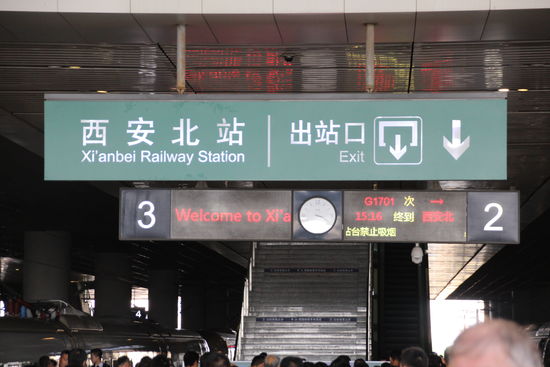 西安北站
Xi'anbei Railway Station
出站口
Exit
3
Welcome to Xi'a
G1701 次 →
15:16 终到 西安北
站台禁止吸烟
2
4